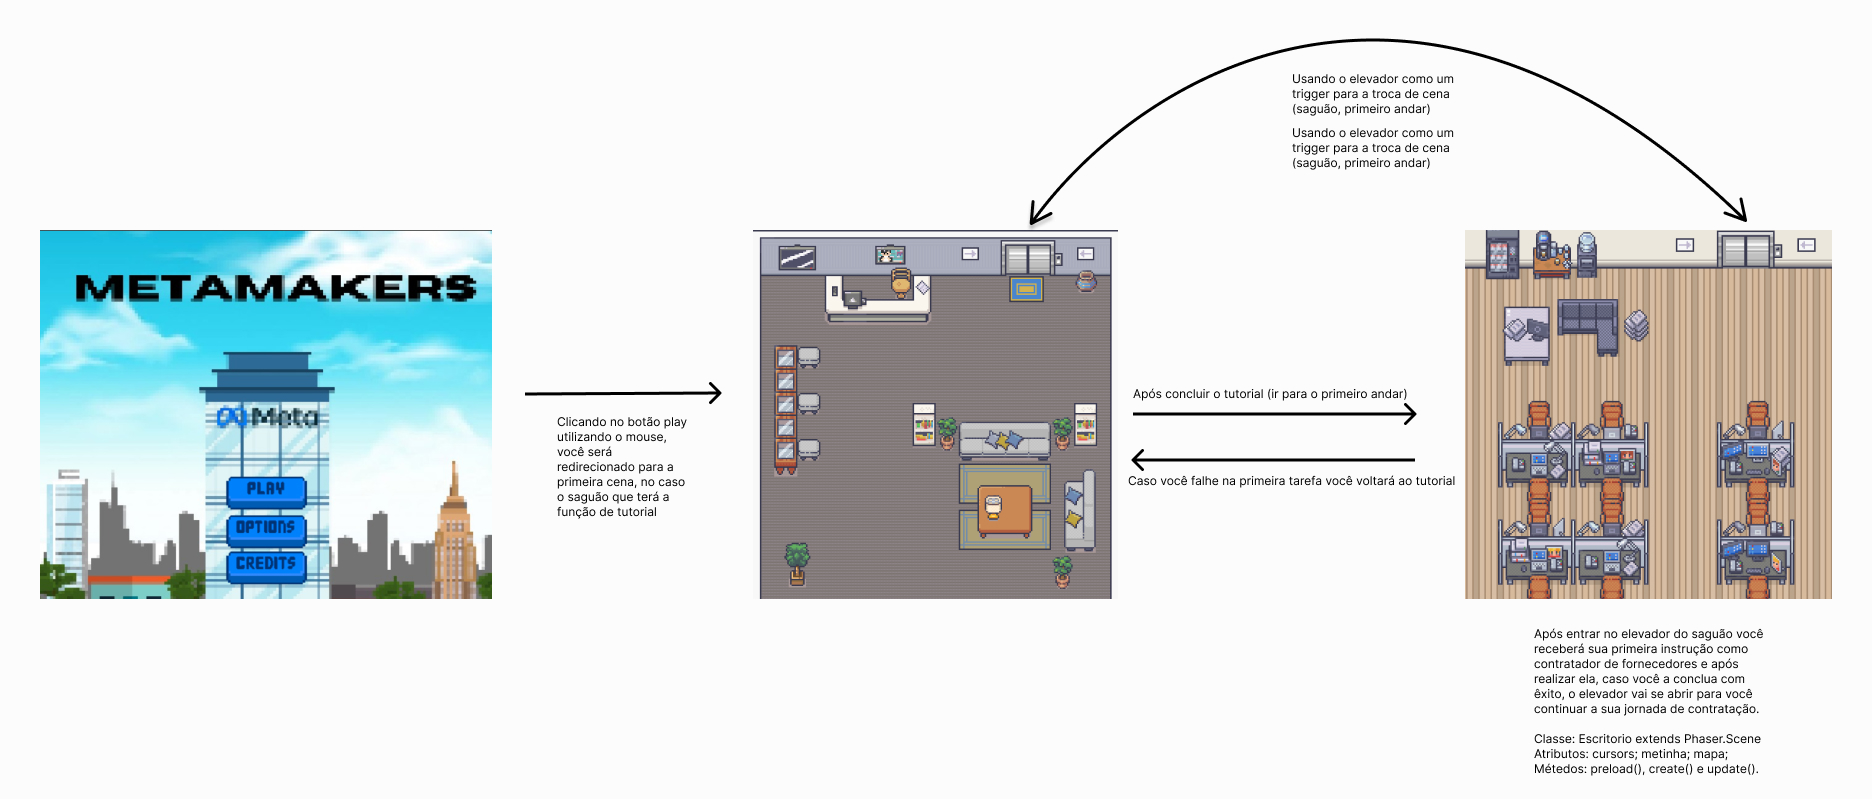 Usando o elevador como um
trigger para a troca de cena
(saguão, primeiro andar)
Usando o elevador como um
trigger para a troca de cena
(saguão, primeiro andar)
METAMAKERS
Meta
PLAY
OPTIONS
CREDITS
Clicando no botão play
utilizando o mouse,
você será
redirecionado para a
primeira cena, no caso
o saguão que terá a
função de tutorial
Após concluir o tutorial (ir para o primeiro andar)
Caso você falhe na primeira tarefa você voltará ao tutorial
Após entrar no elevador do saguão você
receberá sua primeira instrução como
contratador de fornecedores e após
realizar ela, caso você a conclua com
êxito, o elevador vai se abrir para você
continuar a sua jornada de contratação.
Classe: Escritorio extends Phaser.Scene
Atributos: cursors; metinha; mapa;
Métedos: preload(), create() e update().